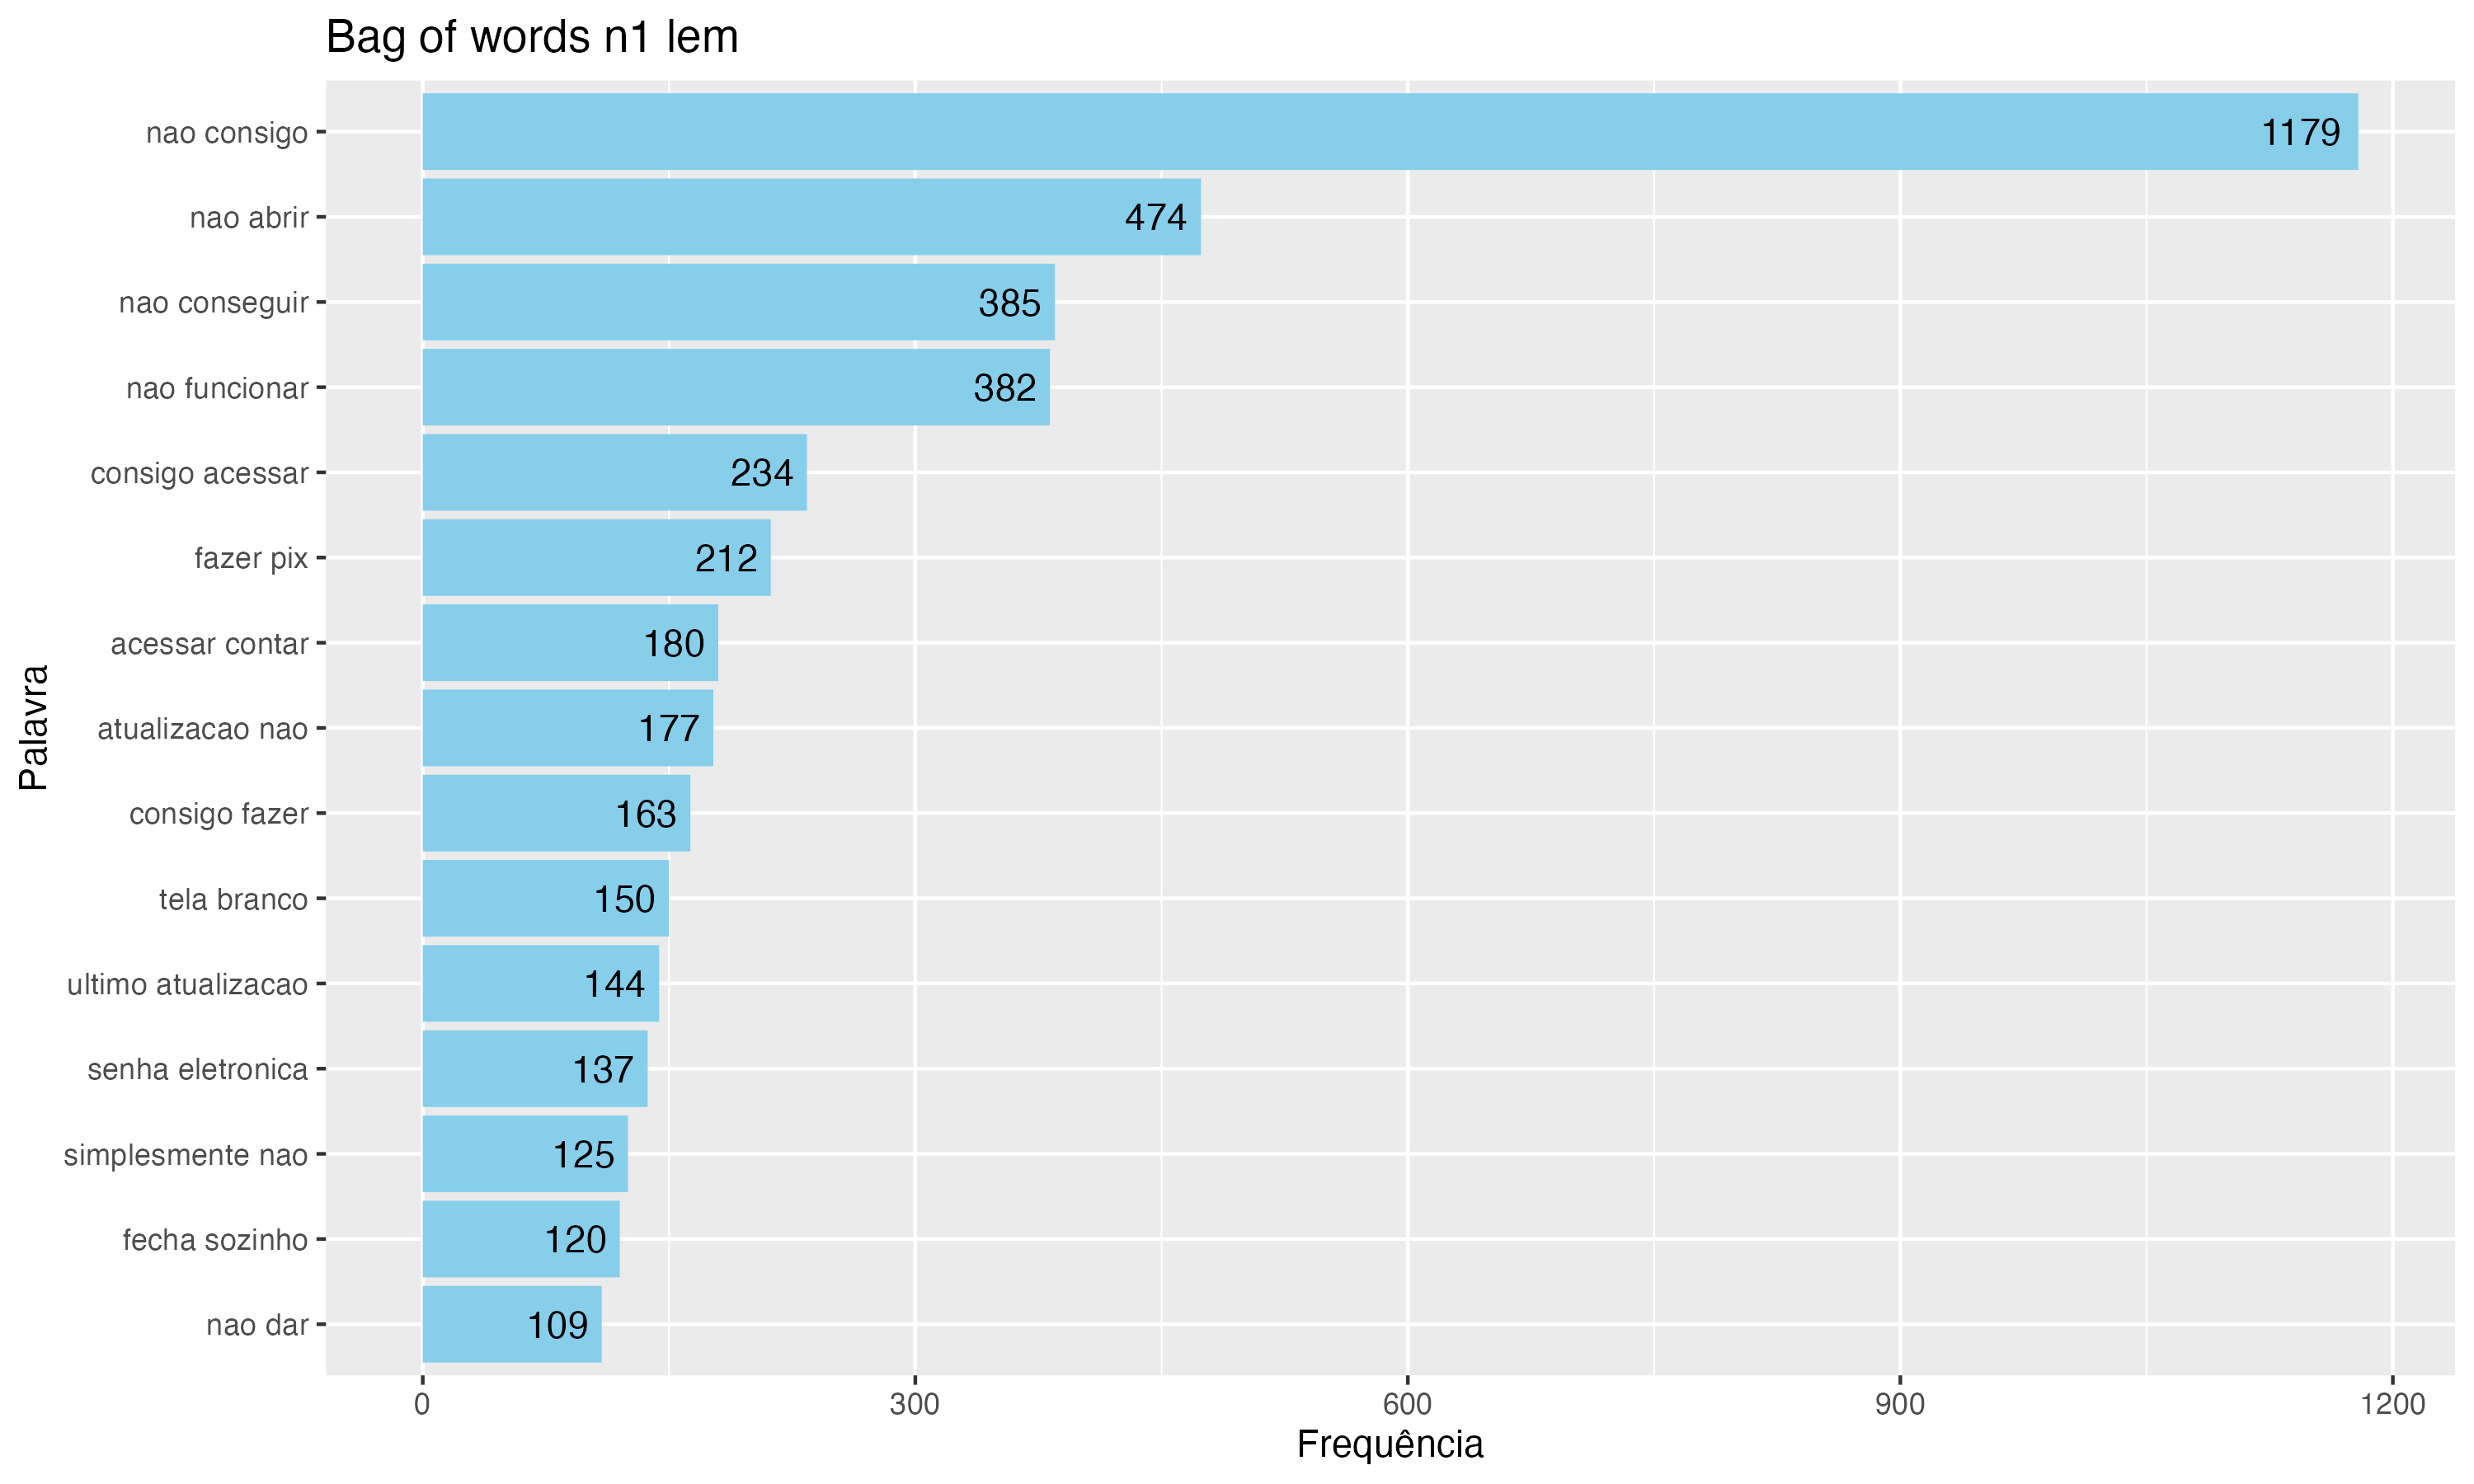 Bag of words n1 lem
Palavra
nao consigo 1179
nao abrir 474
nao conseguir 385
nao funcionar 382
consigo acessar 234
fazer pix 212
acessar contar 180
atualizacao nao 177
consigo fazer 163
tela branco 150
ultimo atualizacao 144
senha eletronica 137
simplesmente nao 125
fecha sozinho 120
nao dar 109
0 300 600 900 1200
Frequência